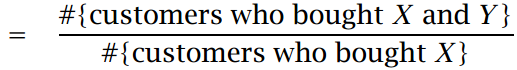 = #{customers who bought X and Y}
#{customers who bought X}